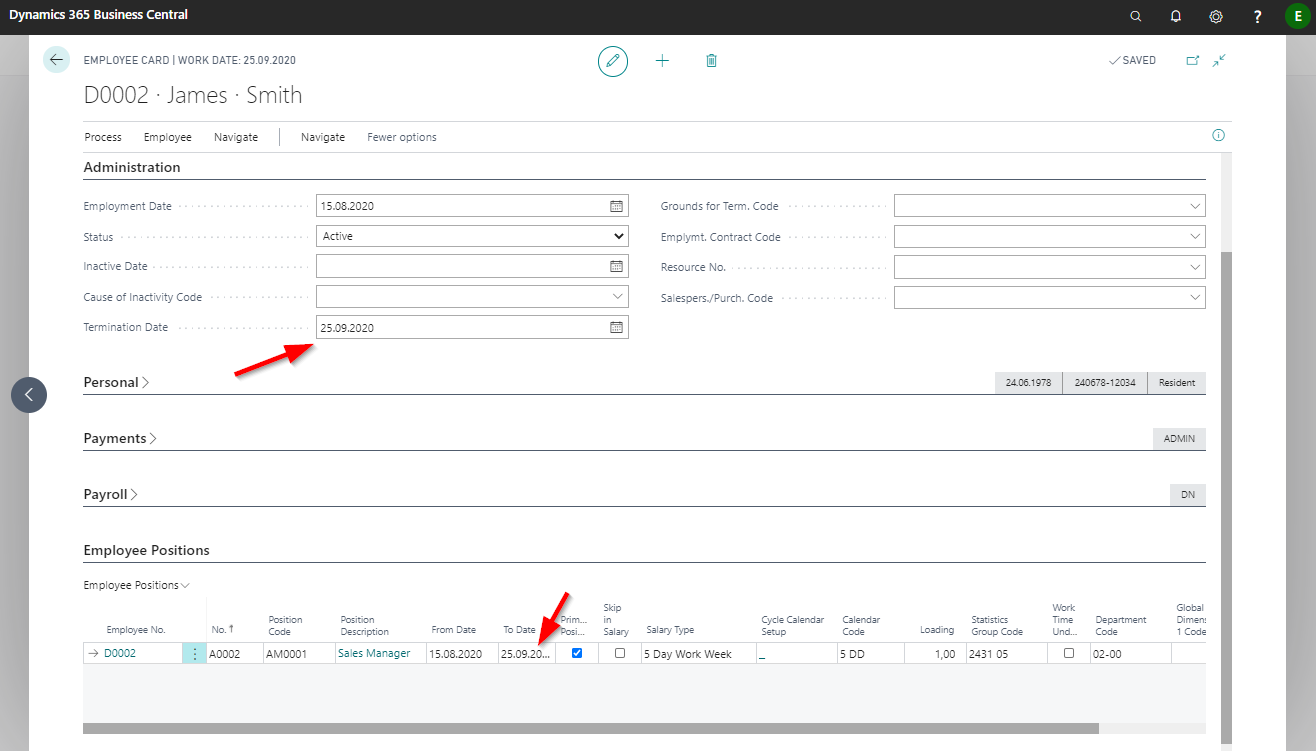 Dynamics 365 Business Central
?
E
EMPLOYEE CARD | WORK DATE: 25.09.2020
SAVED
D0002 · James · Smith
Process Employee Navigate Navigate Fewer options
Administration
Employment Date 15.08.2020
Status Active
Inactive Date
Cause of Inactivity Code
Termination Date 25.09.2020
Grounds for Term. Code
Emplymt. Contract Code
Resource No.
Salespers./Purch. Code
Personal
24.06.1978 240678-12034 Resident
Payments
ADMIN
Payroll
DN
Employee Positions
Employee Positions
Employee No. No. ↑ Position Code Position Description From Date To Date Prim... Posi... Skip in Salary Salary Type Cycle Calendar Setup Calendar Code Loading Statistics Group Code Work Time Und... Department Code Global Dimens 1 Code
D0002 A0002 AM0001 Sales Manager 15.08.2020 25.09.20... 5 Day Work Week _ 5 DD 1,00 2431 05 02-00